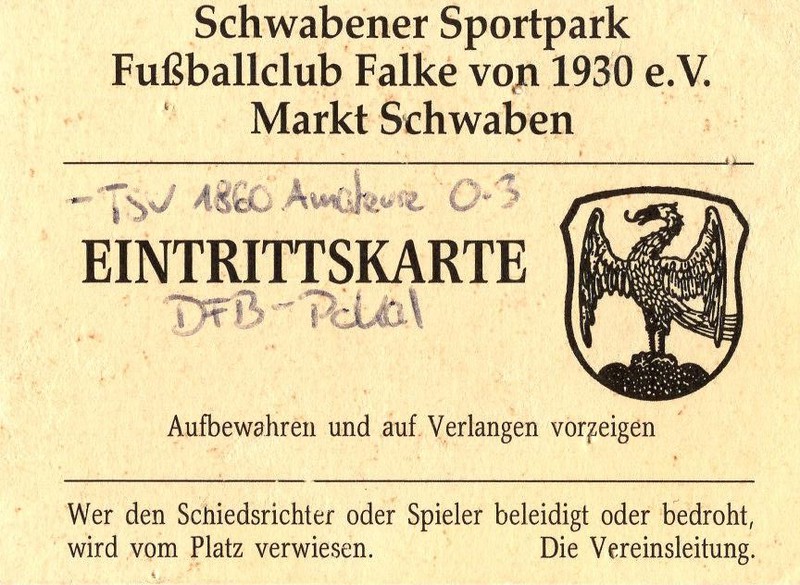 Schwabener Sportpark
Fußballclub Falke von 1930 e.V.
Markt Schwaben
- TSV 1860 Amateure 0-3
EINTRITTSKARTE
DFB-Pokal
Aufbewahren und auf Verlangen vorzeigen
Wer den Schiedsrichter oder Spieler beleidigt oder bedroht,
wird vom Platz verwiesen. Die Vereinsleitung.